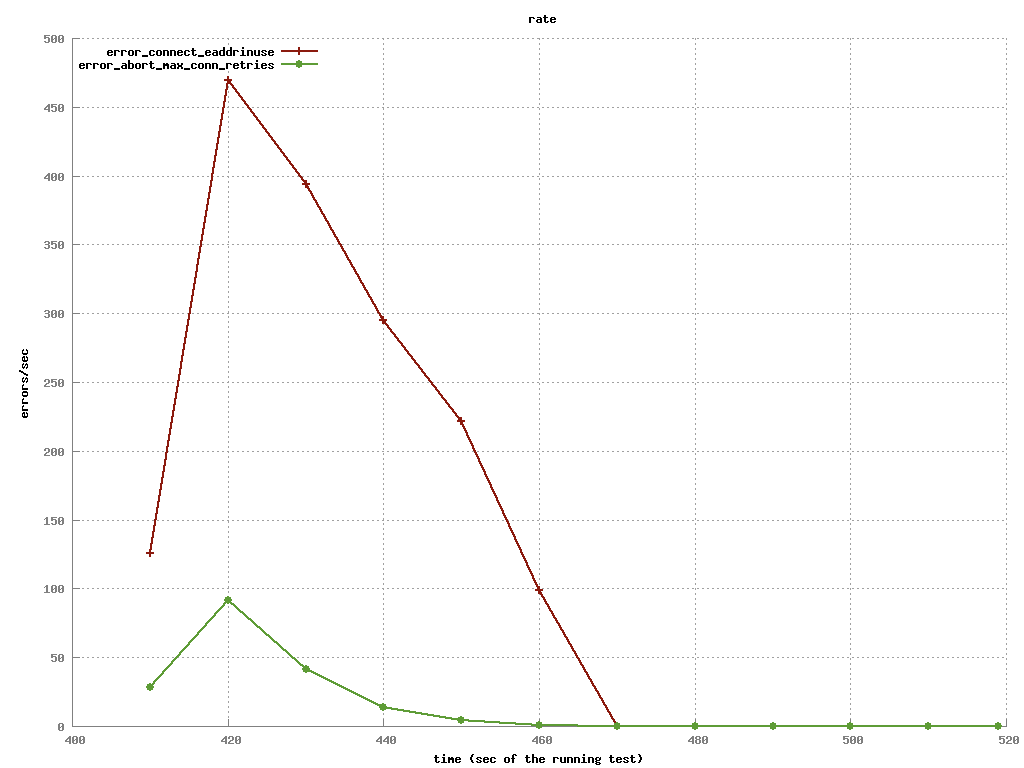 rate
500
error_connect_eaddrinuse
error_abort_max_conn_retries
450
400
350
300
250
errors/sec
200
150
100
50
0
400 420 440 460 480 500 520
time (sec of the running test)